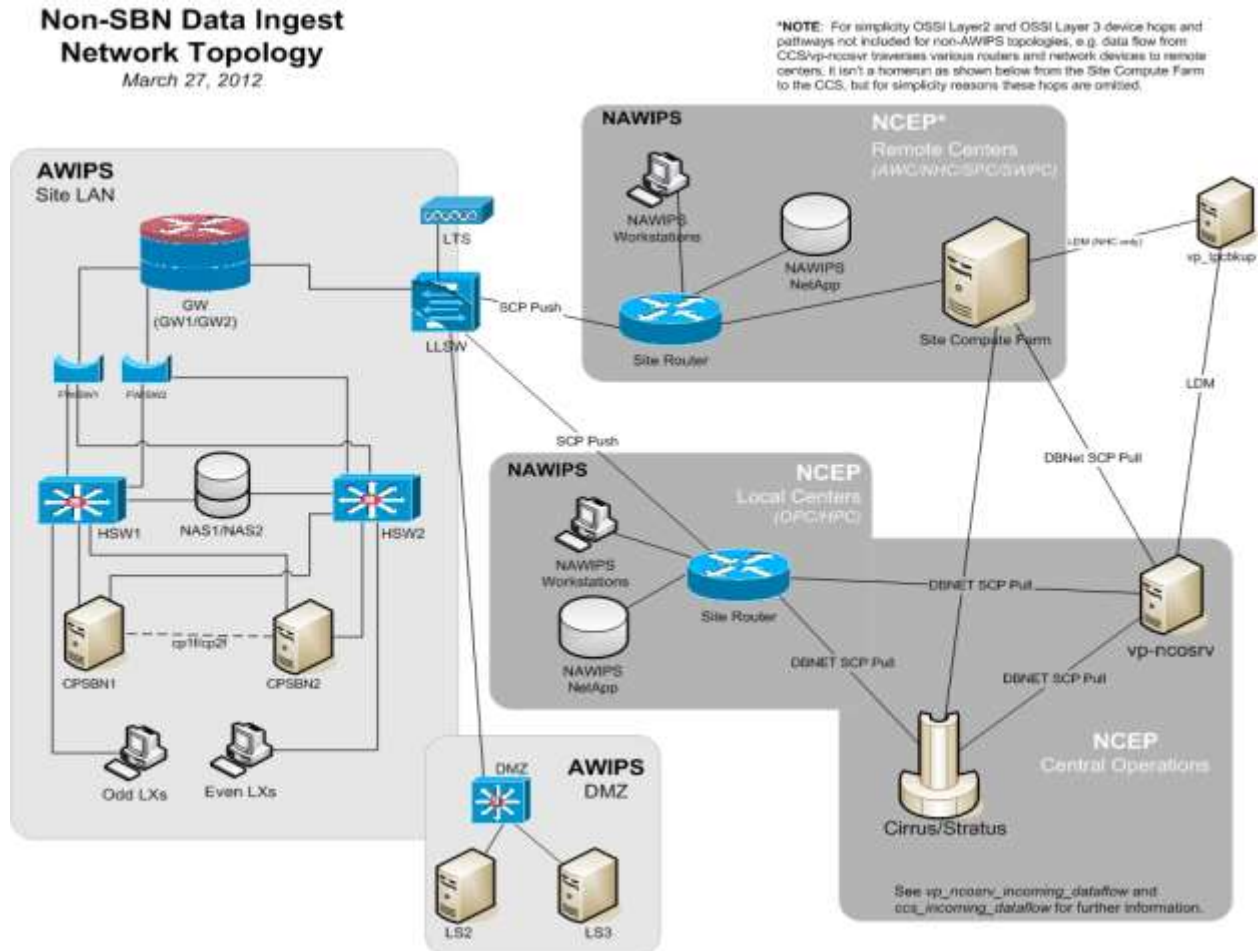 Non-SBN Data Ingest
Network Topology
March 27, 2012
*NOTE: For simplicity OSSI Layer2 and OSSI Layer 3 device hops and
pathways not included for non-AWIPS topologies, e.g. data flow from
CCS/vp-ncosvr traverses various routers and network devices to remote
centers, it isn't a homerun as shown below from the Site Compute Farm
to the CCS, but for simplicity reasons these hops are omitted.
AWIPS
Site LAN
GW
(GW1/GW2)
FWSW1
FWSW2
HSW1
NAS1/NAS2
HSW2
CPSBN1
cp1f/cp2f
CPSBN2
Odd LXs
Even LXs
LTS
LLSW
SCP Push
SCP Push
NAWIPS
NCEP*
Remote Centers
(AWC/NHC/SPC/SWPC)
NAWIPS
Workstations
NAWIPS
NetApp
Site Router
Site Compute Farm
LDM (NHC only)
vp_tpcbkup
LDM
DBNet SCP Pull
NAWIPS
NCEP
Local Centers
(OPC/HPC)
NAWIPS
Workstations
NAWIPS
NetApp
Site Router
DBNET SCP Pull
DBNET SCP Pull
DBNET SCP Pull
vp-ncosrv
NCEP
Central Operations
Cirrus/Stratus
See vp_ncosrv_incoming_dataflow and
ccs_incoming_dataflow for further information.
DMZ
AWIPS
DMZ
LS2
LS3